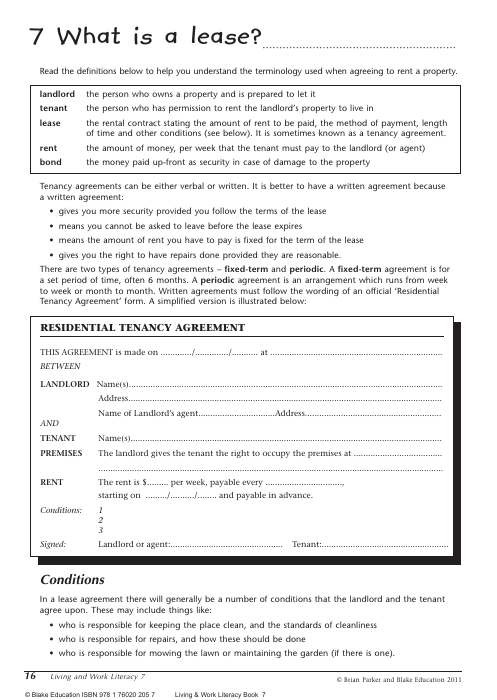 7 What is a lease?........................................................
Read the definitions below to help you understand the terminology used when agreeing to rent a property.
landlord the person who owns a property and is prepared to let it
tenant the person who has permission to rent the landlord's property to live in
lease the rental contract stating the amount of rent to be paid, the method of payment, length
of time and other conditions (see below). It is sometimes known as a tenancy agreement.
rent the amount of money, per week that the tenant must pay to the landlord (or agent)
bond the money paid up-front as security in case of damage to the property
Tenancy agreements can be either verbal or written. It is better to have a written agreement because
a written agreement:
• gives you more security provided you follow the terms of the lease
• means you cannot be asked to leave before the lease expires
• means the amount of rent you have to pay is fixed for the term of the lease
• gives you the right to have repairs done provided they are reasonable.
There are two types of tenancy agreements – fixed-term and periodic. A fixed-term agreement is for
a set period of time, often 6 months. A periodic agreement is an arrangement which runs from week
to week or month to month. Written agreements must follow the wording of an official 'Residential
Tenancy Agreement' form. A simplified version is illustrated below:
RESIDENTIAL TENANCY AGREEMENT
THIS AGREEMENT is made on ............/............./.......... at ..................................................................
BETWEEN
LANDLORD Name(s)..................................................................................................................
Address..................................................................................................................
Name of Landlord's agent...........................Address..................................................
AND
TENANT Name(s)..................................................................................................................
PREMISES The landlord gives the tenant the right to occupy the premises at .................................
..................................................................................................................................
RENT The rent is $......... per week, payable every .............................,
starting on ........./........../........ and payable in advance.
Conditions: 1
2
3
Signed: Landlord or agent:.......................................... Tenant:...............................................
Conditions
In a lease agreement there will generally be a number of conditions that the landlord and the tenant
agree upon. These may include things like:
• who is responsible for keeping the place clean, and the standards of cleanliness
• who is responsible for repairs, and how these should be done
• who is responsible for mowing the lawn or maintaining the garden (if there is one).
16 Living and Work Literacy 7 © Brian Parker and Blake Education 2011
© Blake Education ISBN 978 1 76020 205 7 Living & Work Literacy Book 7